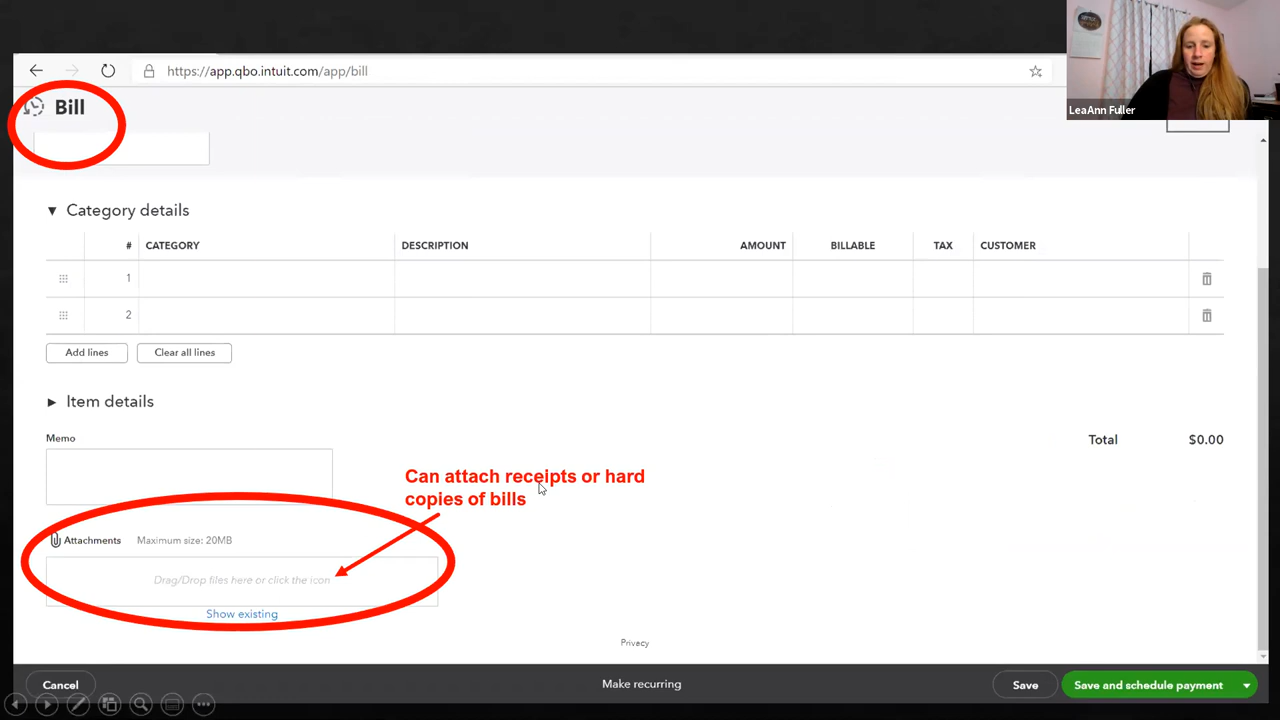 https://app.qbo.intuit.com/app/bill
LeaAnn Fuller
Bill
Category details
# CATEGORY DESCRIPTION AMOUNT BILLABLE TAX CUSTOMER
1
2
Add lines Clear all lines
Item details
Memo
Total $0.00
Can attach receipts or hard
copies of bills
Attachments Maximum size: 20MB
Drag/Drop files here or click the icon
Show existing
Privacy
Cancel Make recurring Save Save and schedule payment